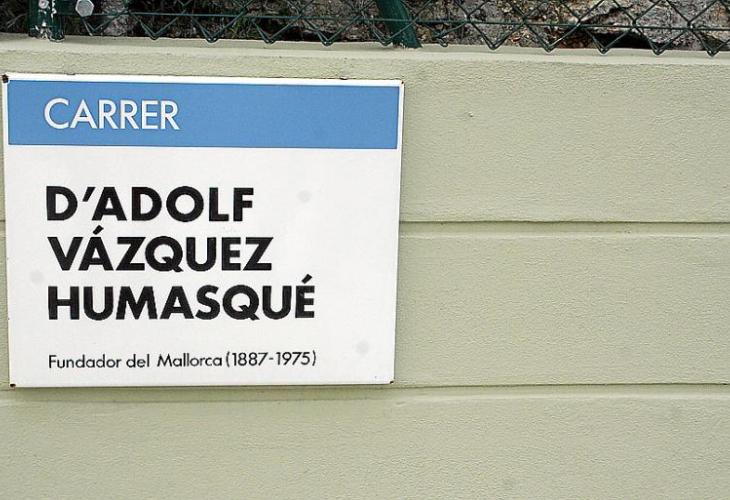 CARRER
D'ADOLF
VÁZQUEZ
HUMASQUÉ
Fundador del Mallorca (1887-1975)